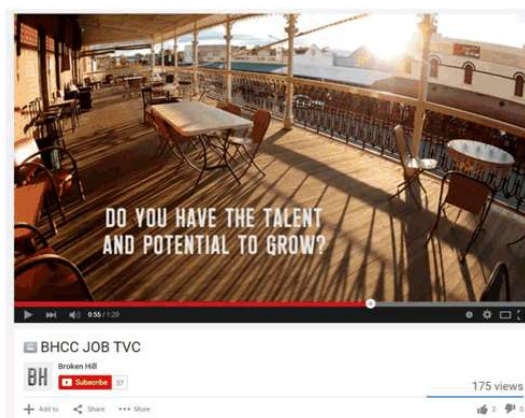 DO YOU HAVE THE TALENT
AND POTENTIAL TO GROW?
0:55 / 1:20
BHCC JOB TVC
BH
Broken Hill
Subscribe 37
175 views
Add to Share More
2 0